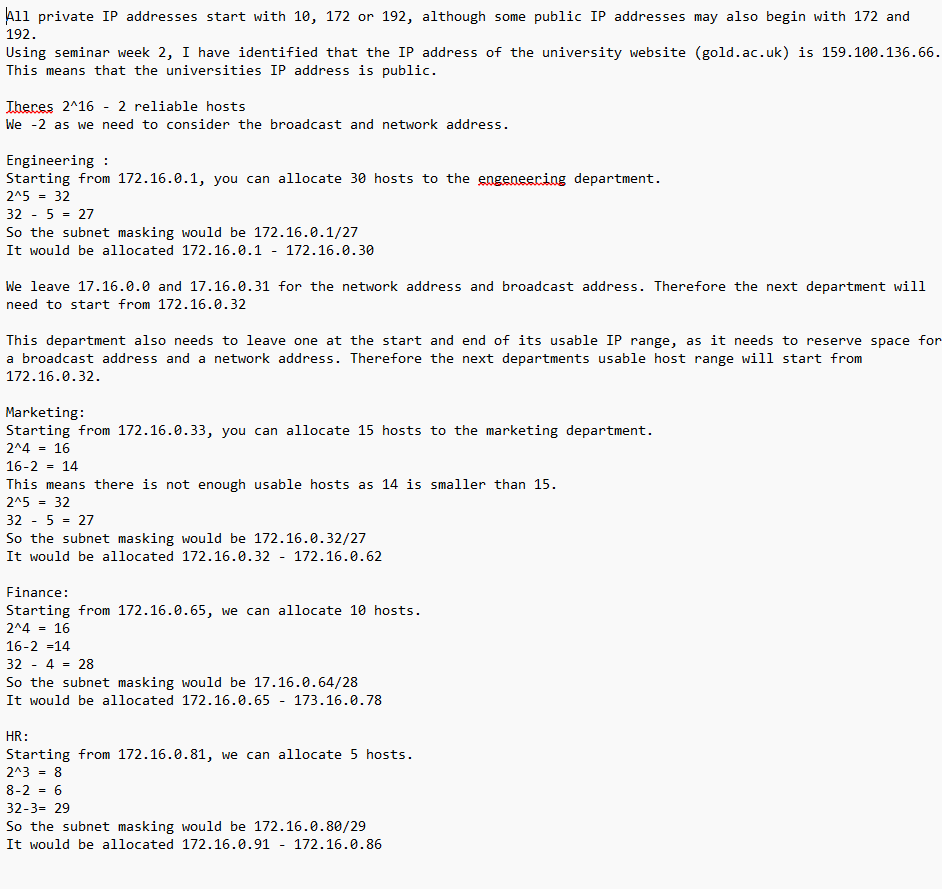 All private IP addresses start with 10, 172 or 192, although some public IP addresses may also begin with 172 and
192.
Using seminar week 2, I have identified that the IP address of the university website (gold.ac.uk) is 159.100.136.66.
This means that the universities IP address is public.
Theres 2^16 - 2 reliable hosts
We -2 as we need to consider the broadcast and network address.
Engineering :
Starting from 172.16.0.1, you can allocate 30 hosts to the engeneering department.
2^5 = 32
32 - 5 = 27
So the subnet masking would be 172.16.0.1/27
It would be allocated 172.16.0.1 - 172.16.0.30
We leave 17.16.0.0 and 17.16.0.31 for the network address and broadcast address. Therefore the next department will
need to start from 172.16.0.32
This department also needs to leave one at the start and end of its usable IP range, as it needs to reserve space for
a broadcast address and a network address. Therefore the next departments usable host range will start from
172.16.0.32.
Marketing:
Starting from 172.16.0.33, you can allocate 15 hosts to the marketing department.
2^4 = 16
16-2 = 14
This means there is not enough usable hosts as 14 is smaller than 15.
2^5 = 32
32 - 5 = 27
So the subnet masking would be 172.16.0.32/27
It would be allocated 172.16.0.32 - 172.16.0.62
Finance:
Starting from 172.16.0.65, we can allocate 10 hosts.
2^4 = 16
16-2 =14
32 - 4 = 28
So the subnet masking would be 17.16.0.64/28
It would be allocated 172.16.0.65 - 173.16.0.78
HR:
Starting from 172.16.0.81, we can allocate 5 hosts.
2^3 = 8
8-2 = 6
32-3= 29
So the subnet masking would be 172.16.0.80/29
It would be allocated 172.16.0.91 - 172.16.0.86